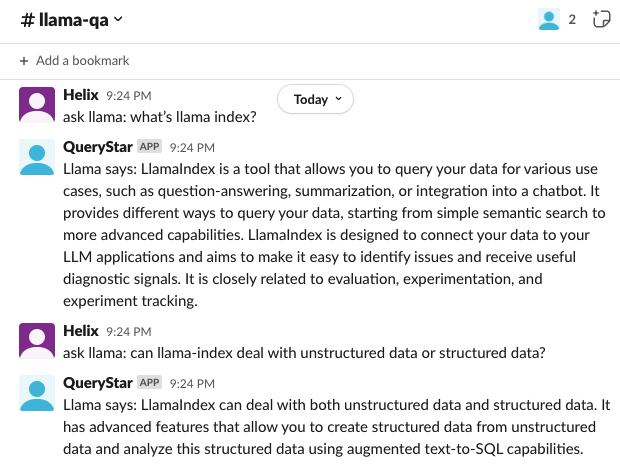 # llama-qa
2
+ Add a bookmark
Helix 9:24 PM
Today
ask llama: what's llama index?
QueryStar APP 9:24 PM
Llama says: LlamaIndex is a tool that allows you to query your data for various use
cases, such as question-answering, summarization, or integration into a chatbot. It
provides different ways to query your data, starting from simple semantic search to
more advanced capabilities. LlamaIndex is designed to connect your data to your
LLM applications and aims to make it easy to identify issues and receive useful
diagnostic signals. It is closely related to evaluation, experimentation, and
experiment tracking.
Helix 9:24 PM
ask llama: can llama-index deal with unstructured data or structured data?
QueryStar APP 9:24 PM
Llama says: LlamaIndex can deal with both unstructured data and structured data. It
has advanced features that allow you to create structured data from unstructured
data and analyze this structured data using augmented text-to-SQL capabilities.